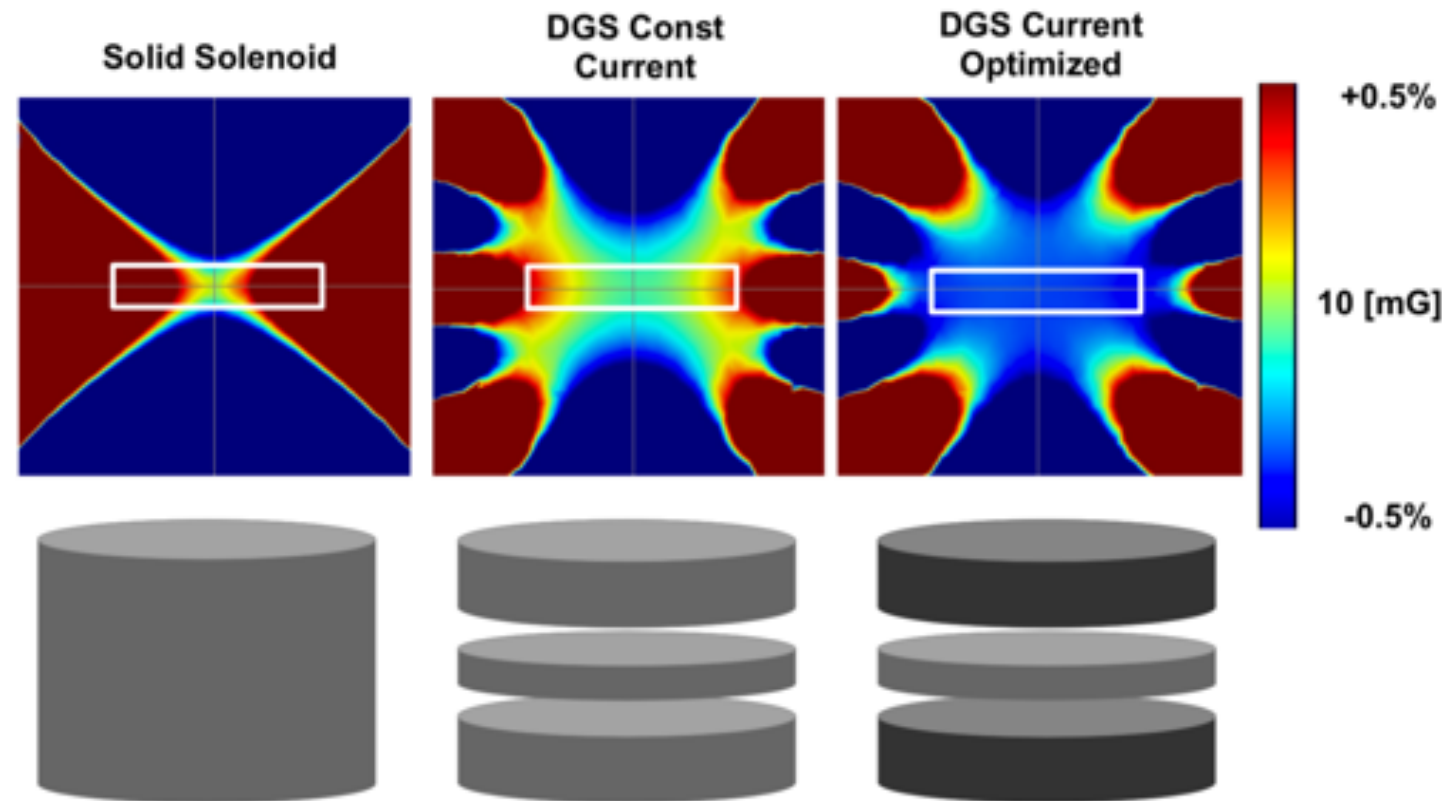 Solid Solenoid
DGS Const
Current
DGS Current
Optimized
+0.5%
10 [mG]
-0.5%